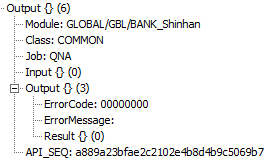 Output {} (6)
Module: GLOBAL/GBL/BANK_Shinhan
Class: COMMON
Job: QNA
Input {} (0)
Output {} (3)
ErrorCode: 00000000
ErrorMessage:
Result {} (0)
API_SEQ: a889a23bfae2c2102e4b8d4b9c5069b7